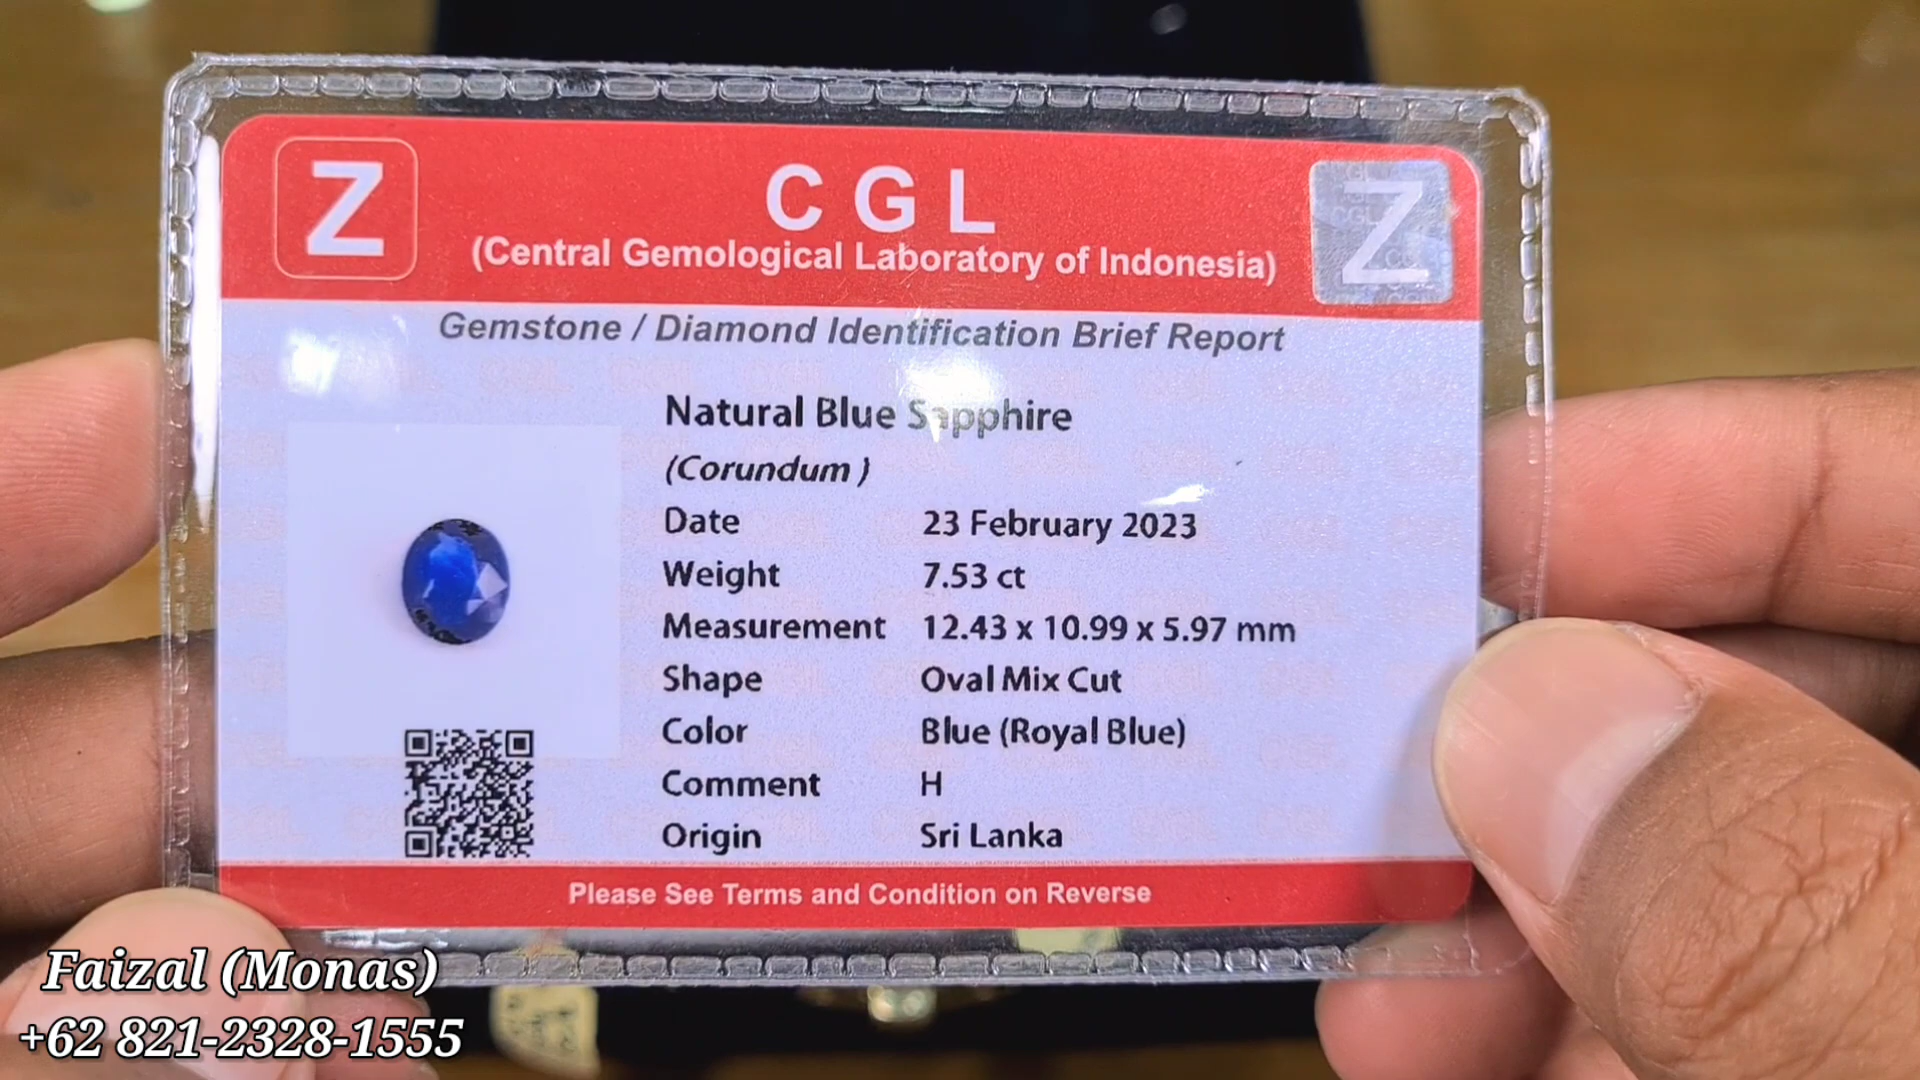 Z
C G L
Z
(Central Gemological Laboratory of Indonesia)
Gemstone / Diamond Identification Brief Report
Natural Blue Sapphire
(Corundum )
Date 23 February 2023
Weight 7.53 ct
Measurement 12.43 x 10.99 x 5.97 mm
Shape Oval Mix Cut
Color Blue (Royal Blue)
Comment H
Origin Sri Lanka
Please See Terms and Condition on Reverse
Faizal (Monas)
+62 821-2328-1555